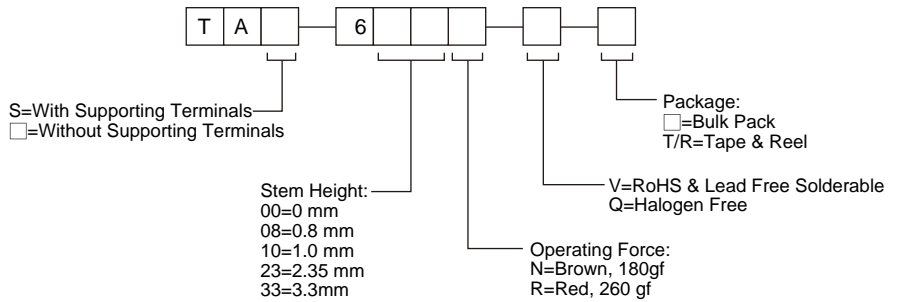 T A □ 6 □ □ □ □ □
S=With Supporting Terminals
□=Without Supporting Terminals
Package:
□=Bulk Pack
T/R=Tape & Reel
Stem Height:
00=0 mm
08=0.8 mm
10=1.0 mm
23=2.35 mm
33=3.3mm
V=RoHS & Lead Free Solderable
Q=Halogen Free
Operating Force:
N=Brown, 180gf
R=Red, 260 gf